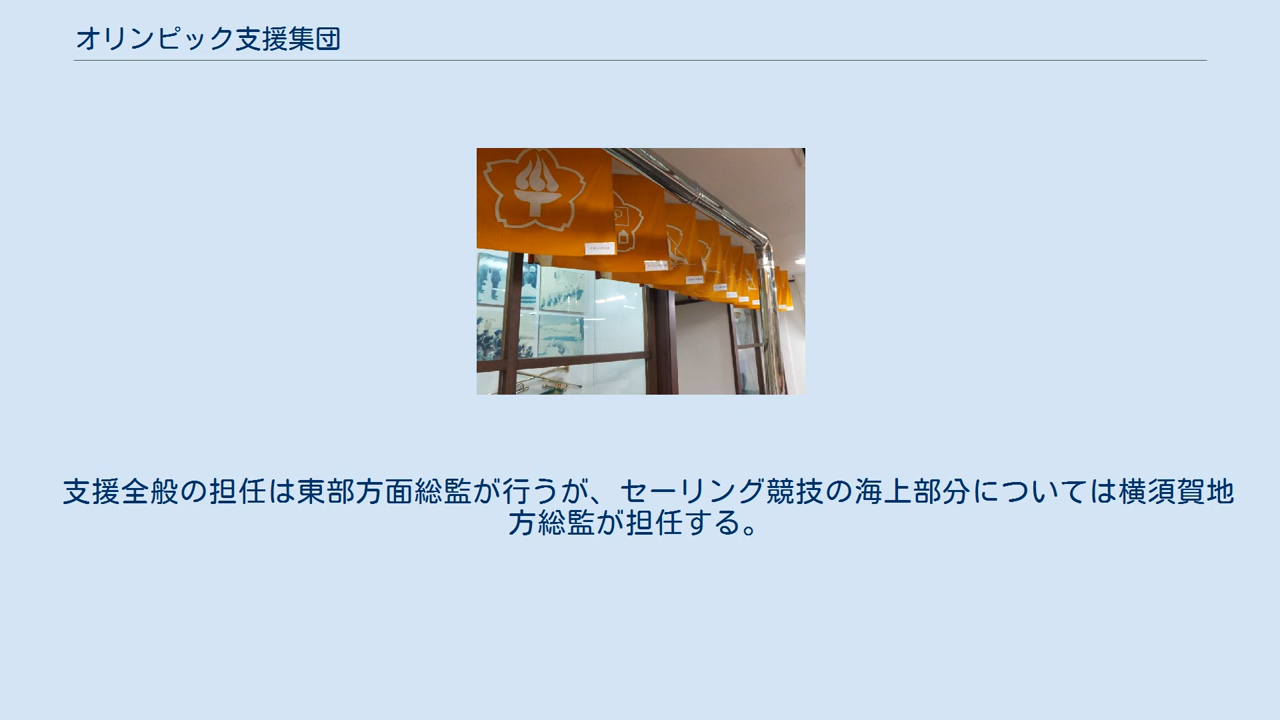 オリンピック支援集団
支援全般の担任は東部方面総監が行うが、セーリング競技の海上部分については横須賀地
方総監が担任する。